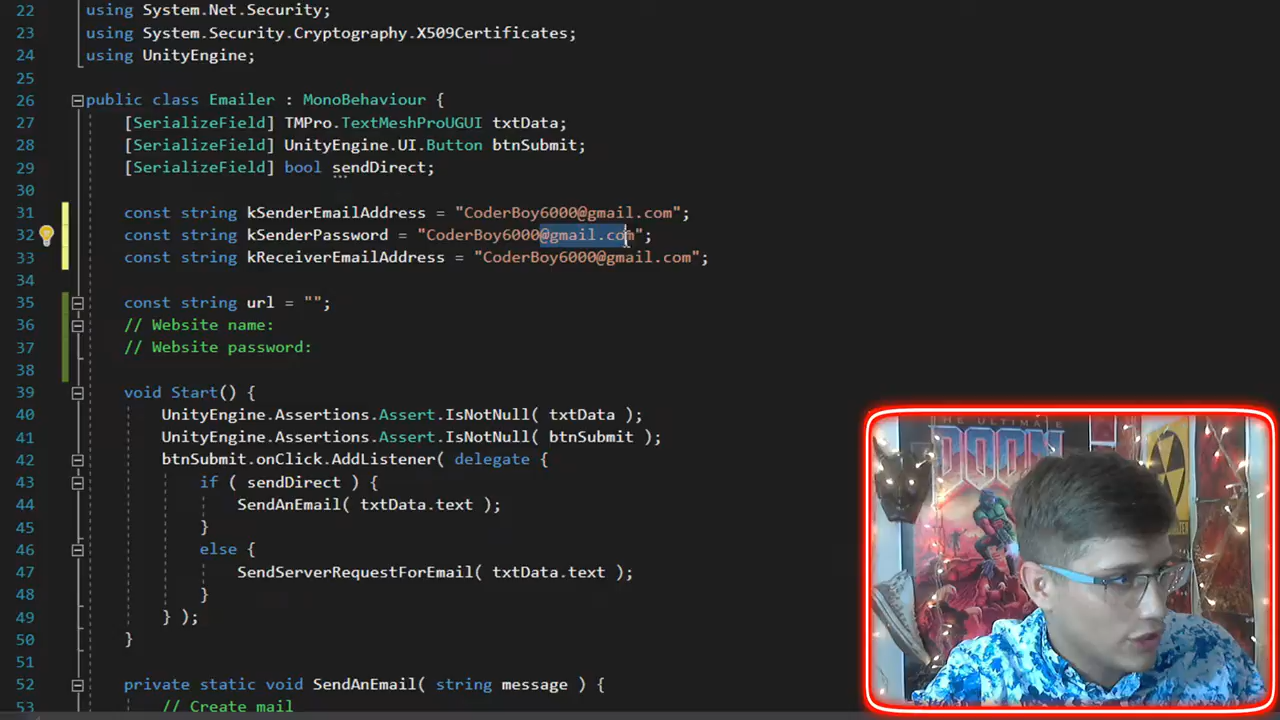 22 using System.Net.Security;
23 using System.Security.Cryptography.X509Certificates;
24 using UnityEngine;
25
26 public class Emailer : MonoBehaviour {
27 [SerializeField] TMPro.TextMeshProUGUI txtData;
28 [SerializeField] UnityEngine.UI.Button btnSubmit;
29 [SerializeField] bool sendDirect;
30
31 const string kSenderEmailAddress = "CoderBoy6000@gmail.com";
32 const string kSenderPassword = "CoderBoy6000@gmail.com";
33 const string kReceiverEmailAddress = "CoderBoy6000@gmail.com";
34
35 const string url = "";
36 // Website name:
37 // Website password:
38
39 void Start() {
40 UnityEngine.Assertions.Assert.IsNotNull( txtData );
41 UnityEngine.Assertions.Assert.IsNotNull( btnSubmit );
42 btnSubmit.onClick.AddListener( delegate {
43 if ( sendDirect ) {
44 SendAnEmail( txtData.text );
45 }
46 else {
47 SendServerRequestForEmail( txtData.text );
48 }
49 } );
50 }
51
52 private static void SendAnEmail( string message ) {
53 // Create mail
THE ULTIMATE
DOOM